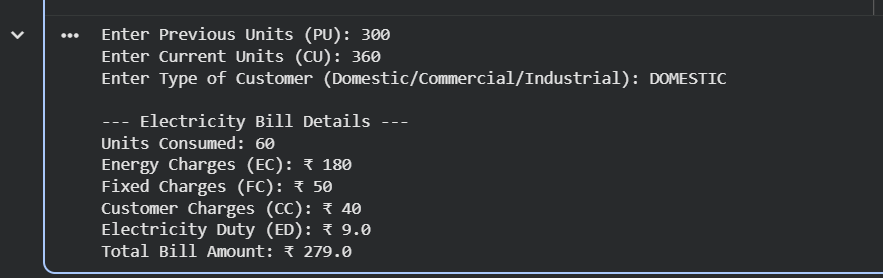 Enter Previous Units (PU): 300
Enter Current Units (CU): 360
Enter Type of Customer (Domestic/Commercial/Industrial): DOMESTIC
--- Electricity Bill Details ---
Units Consumed: 60
Energy Charges (EC): ₹ 180
Fixed Charges (FC): ₹ 50
Customer Charges (CC): ₹ 40
Electricity Duty (ED): ₹ 9.0
Total Bill Amount: ₹ 279.0